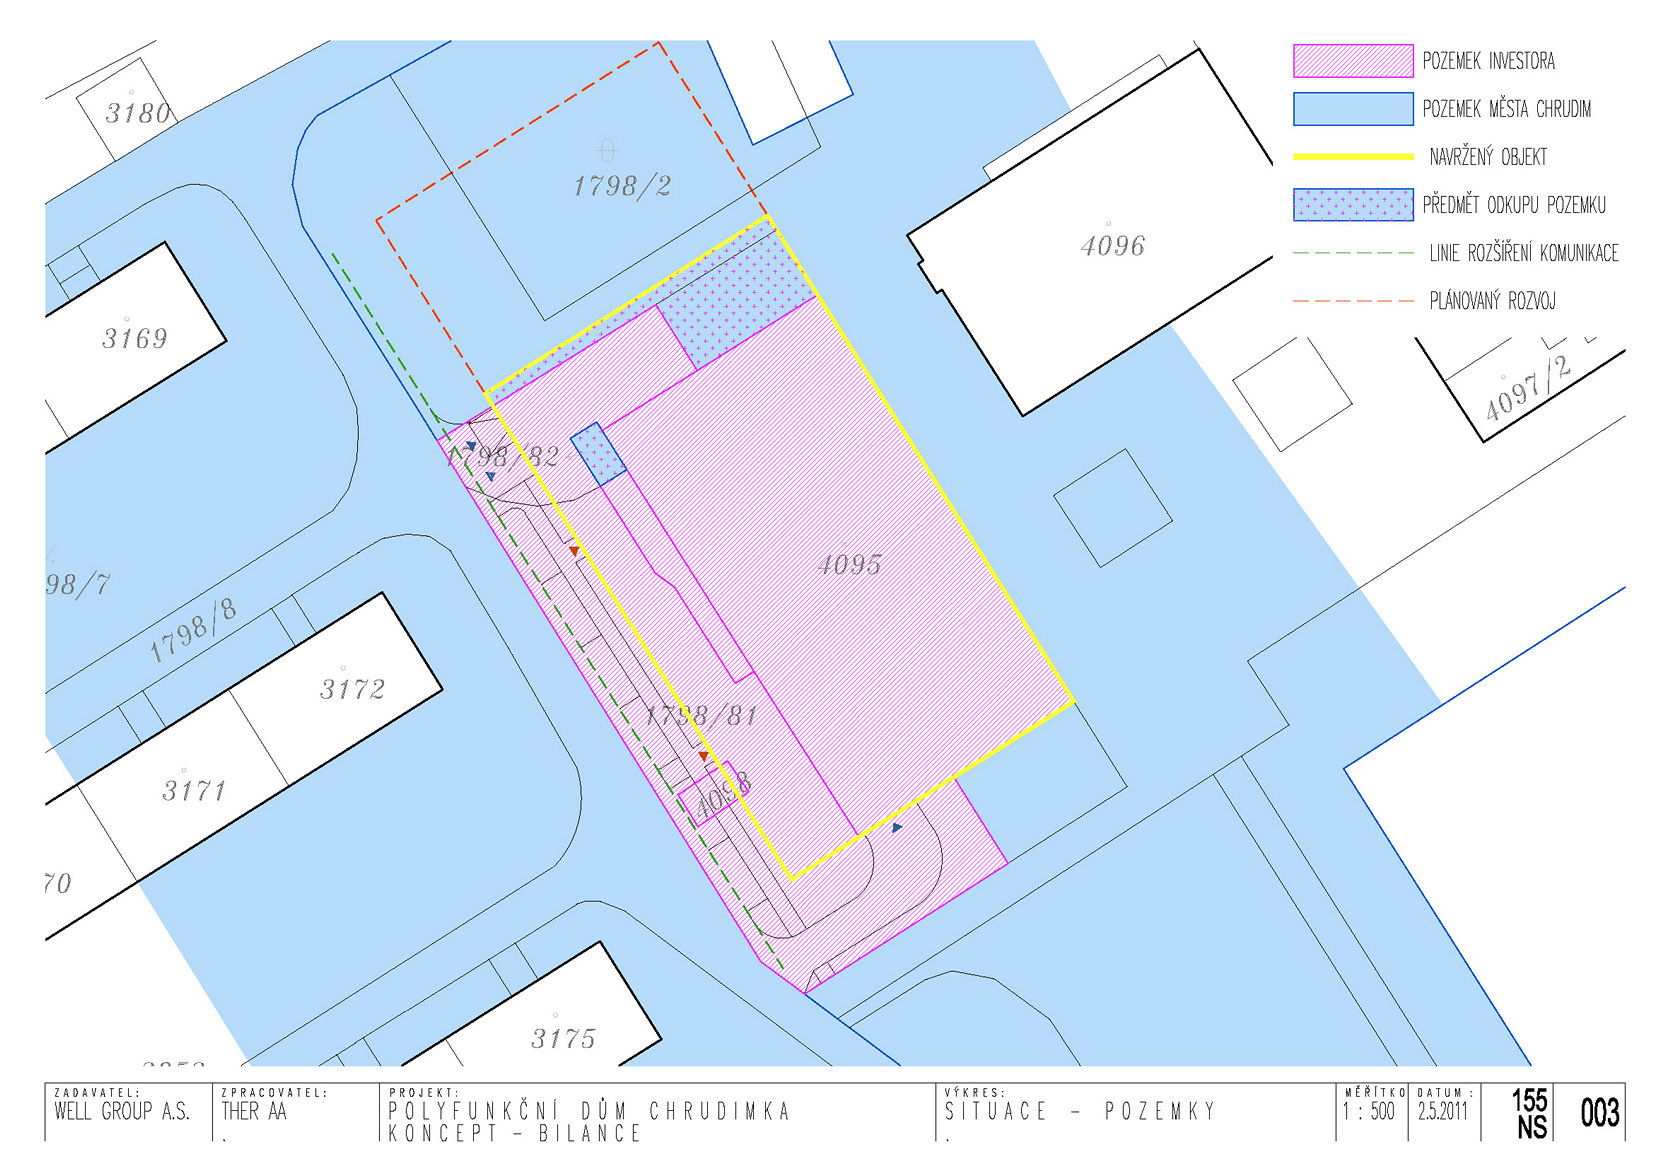 POZEMEK INVESTORA
POZEMEK MĚSTA CHRUDIM
NAVRŽENÝ OBJEKT
PŘEDMĚT ODKUPU POZEMKU
LINIE ROZŠÍŘENÍ KOMUNIKACE
PLÁNOVANÝ ROZVOJ
3180
1798/2
4096
3169
4097/2
1798/82
4095
98/7
1798/8
3172
1798/81
3171
4098
70
3175
ZADAVATEL:
WELL GROUP A.S.
ZPRACOVATEL:
THER AA
.
PROJEKT:
POLYFUNKČNÍ DŮM CHRUDIMKA
KONCEPT - BILANCE
VÝKRES:
SITUACE - POZEMKY
.
MĚŘÍTKO
1 : 500
DATUM :
2.5.2011
155
NS
003